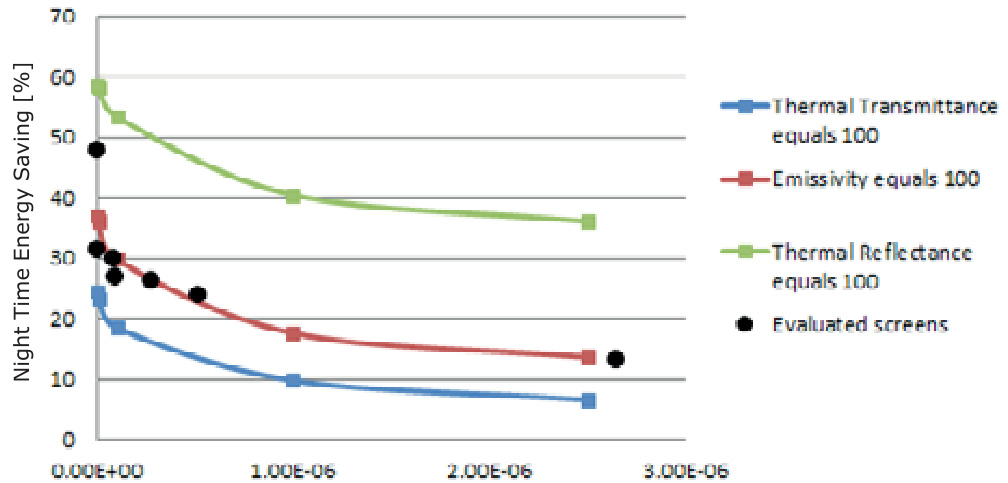 Night Time Energy Saving [%]
70
60
50
40
30
20
10
0
0.00E+00
1.00E-06
2.00E-06
3.00E-06
Thermal Transmittance
equals 100
Emissivity equals 100
Thermal Reflectance
equals 100
Evaluated screens